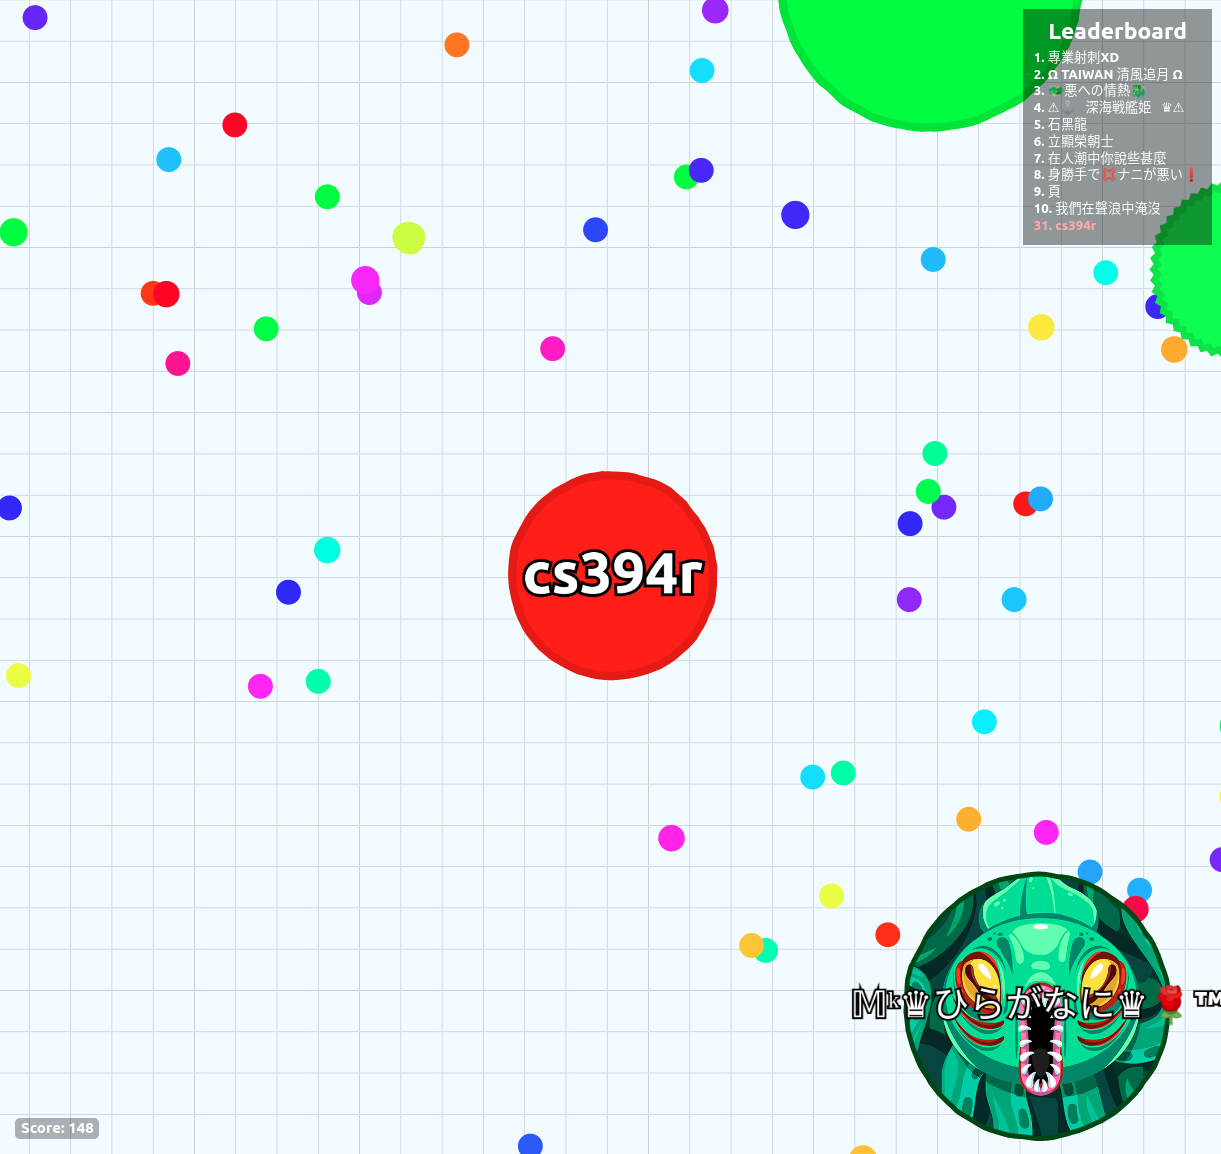 Leaderboard
1. 專業射刺XD
2. Ω TAIWAN 清風追月 Ω
3. 🐲悪への情熱🐉
4. ⚠⚓ 深海戦艦姫 ♛⚠
5. 石黑龍
6. 立顯榮朝士
7. 在人潮中你說些甚麼
8. 身勝手で💢ナニが悪い❗
9. 頁
10. 我們在聲浪中淹沒
31. cs394r
cs394r
𝕄ᵏ♛ひらがなに♛🌹™
Score: 148